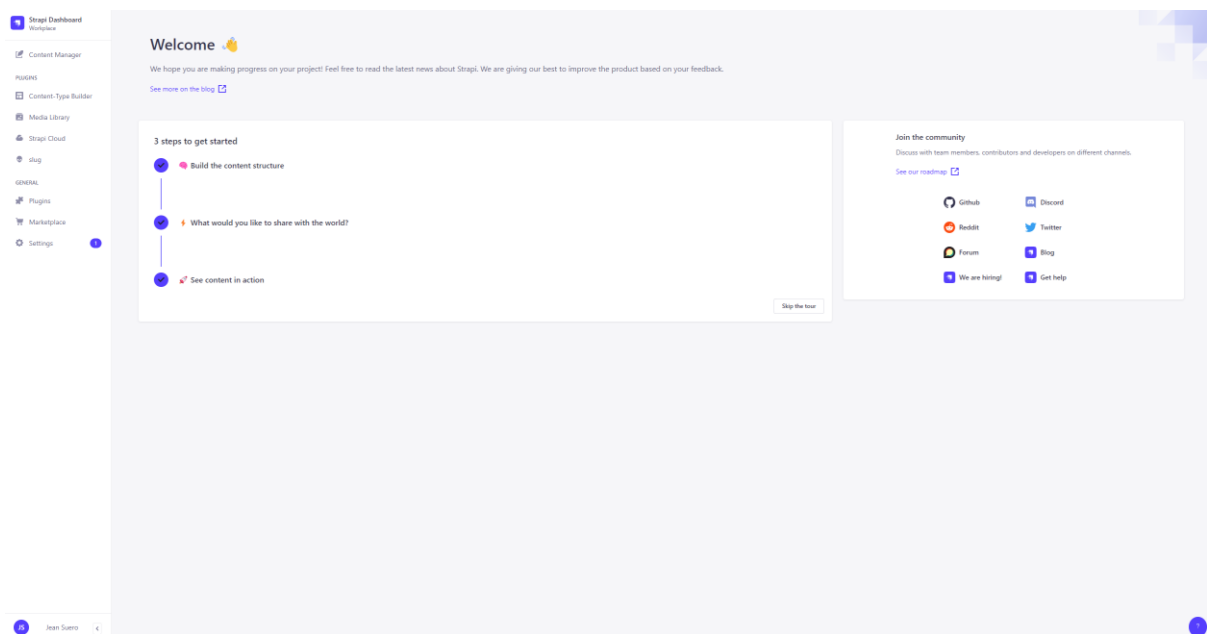 Strapi Dashboard
Workplace
Content Manager
PLUGINS
Content-Type Builder
Media Library
Strapi Cloud
slug
GENERAL
Plugins
Marketplace
Settings
1
JS
Jean Suero
Welcome 👋
We hope you are making progress on your project! Feel free to read the latest news about Strapi. We are giving our best to improve the product based on your feedback.
See more on the blog
3 steps to get started
🧠 Build the content structure
⚡ What would you like to share with the world?
🚀 See content in action
Skip the tour
Join the community
Discuss with team members, contributors and developers on different channels.
See our roadmap
Github
Discord
Reddit
Twitter
Forum
Blog
We are hiring!
Get help
?